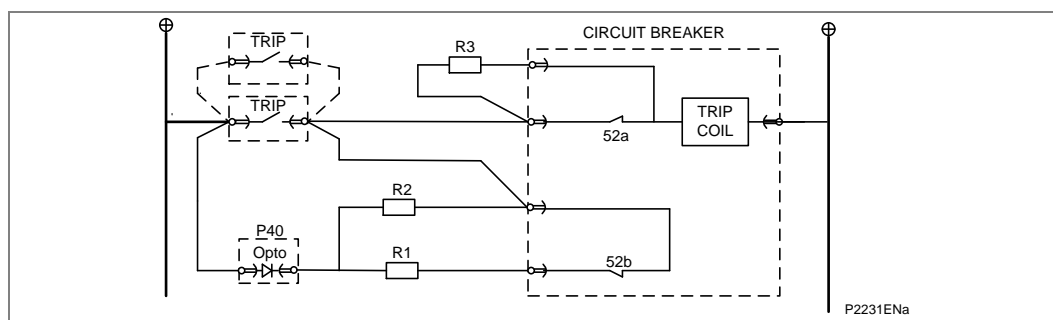 TRIP
CIRCUIT BREAKER
R3
TRIP
52a
TRIP
COIL
R2
P40
Opto
R1
52b
P2231ENa